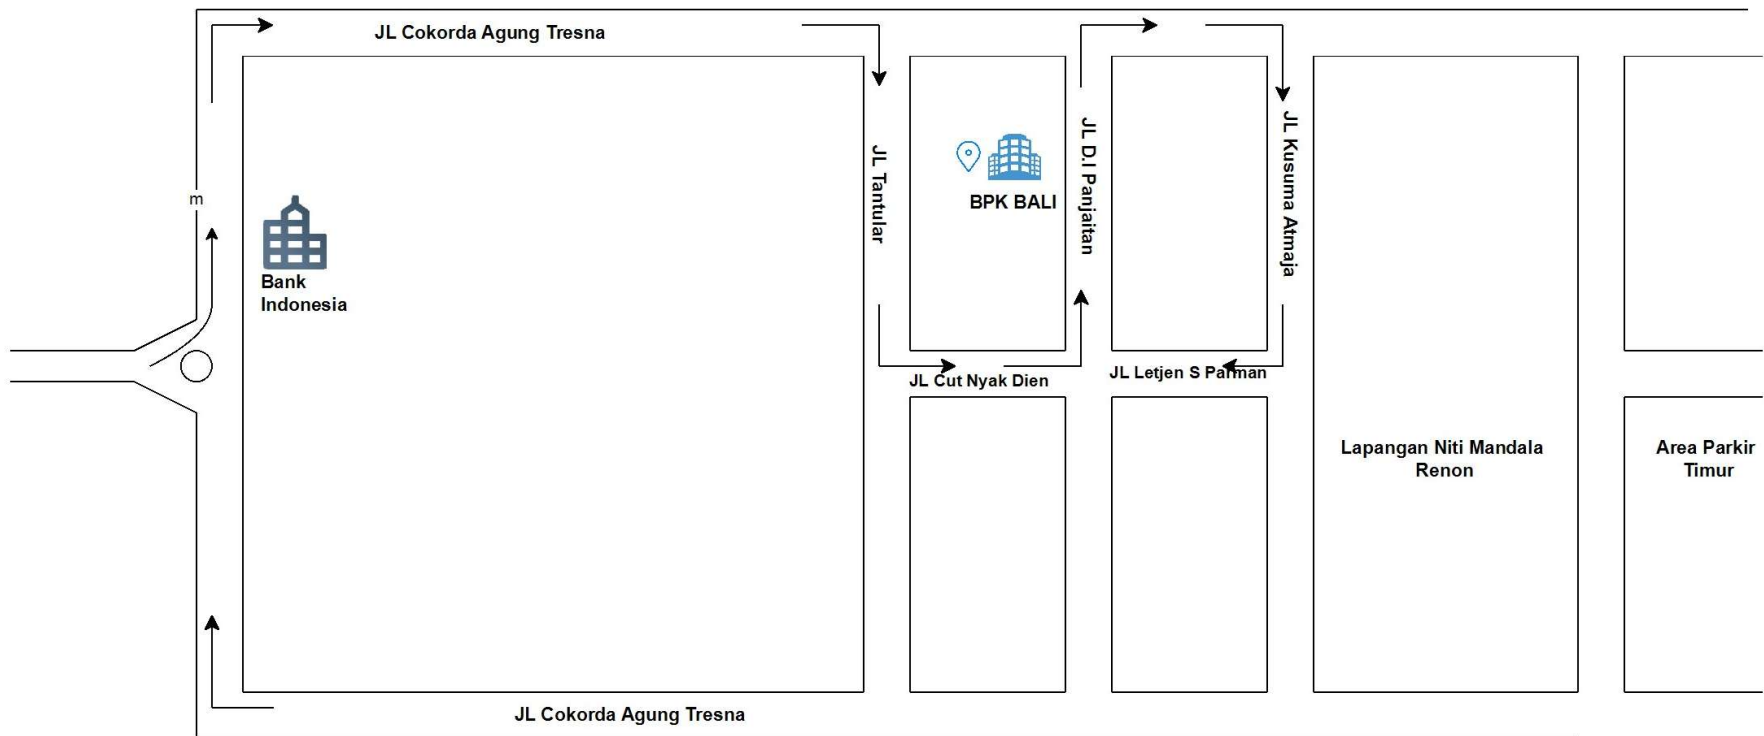 JL Cokorda Agung Tresna
JL Tantular
BPK BALI
JL D.I Panjaitan
JL Kusuma Atmaja
m
Bank
Indonesia
JL Cut Nyak Dien
JL Letjen S Parman
Lapangan Niti Mandala
Renon
Area Parkir
Timur
JL Cokorda Agung Tresna